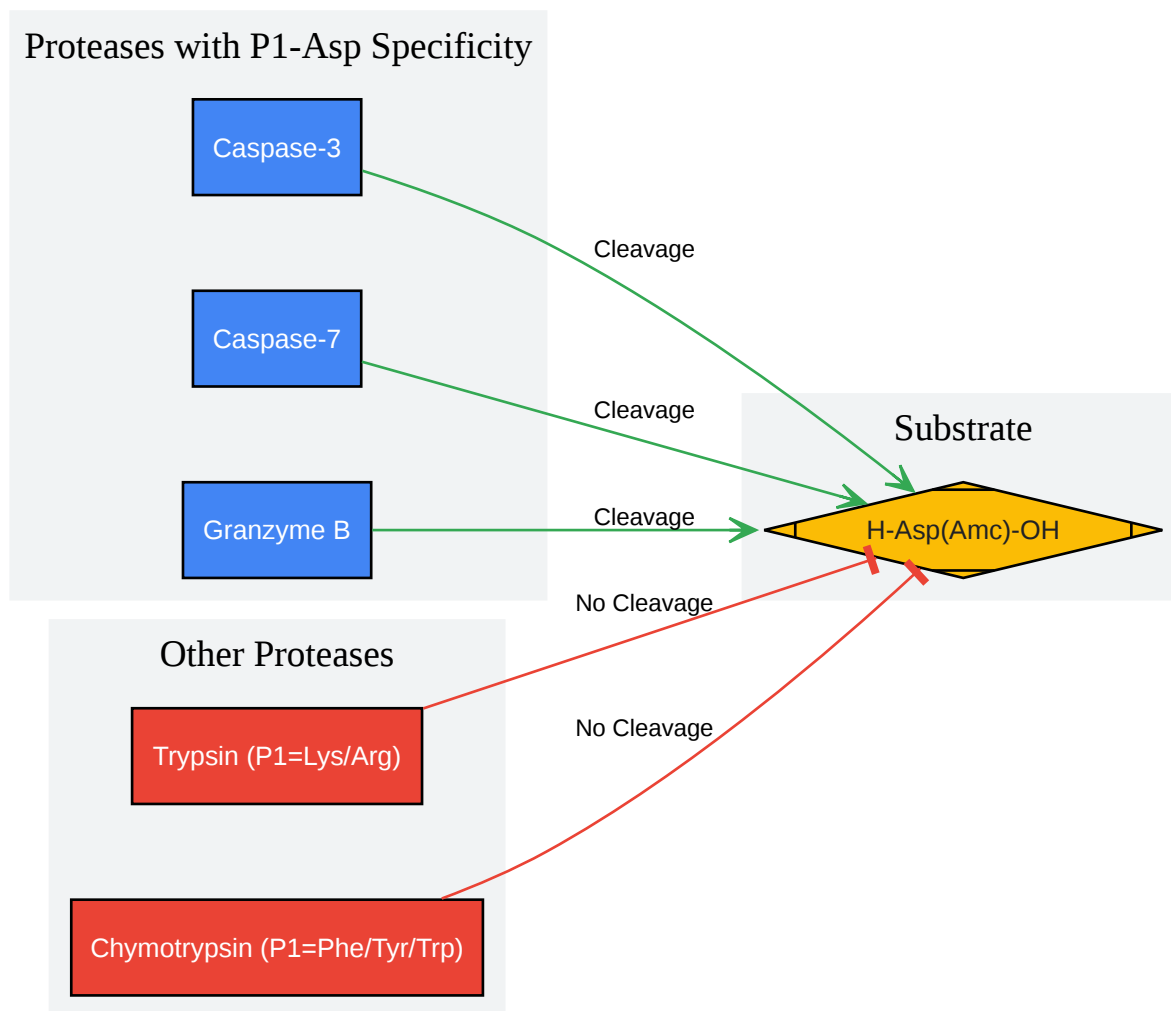 Proteases with P1-Asp Specificity
Caspase-3
Cleavage
Caspase-7
Cleavage
Substrate
Granzyme B
Cleavage
H-Asp(Amc)-OH
No Cleavage
Other Proteases
No Cleavage
Trypsin (P1=Lys/Arg)
Chymotrypsin (P1=Phe/Tyr/Trp)